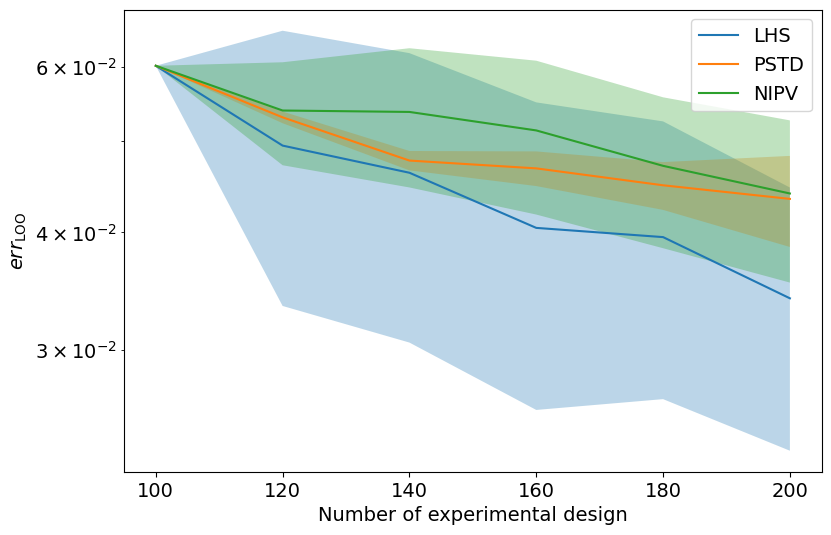 LHS
PSTD
NIPV
6 × 10⁻²
4 × 10⁻²
3 × 10⁻²
err_LOO
100 120 140 160 180 200
Number of experimental design